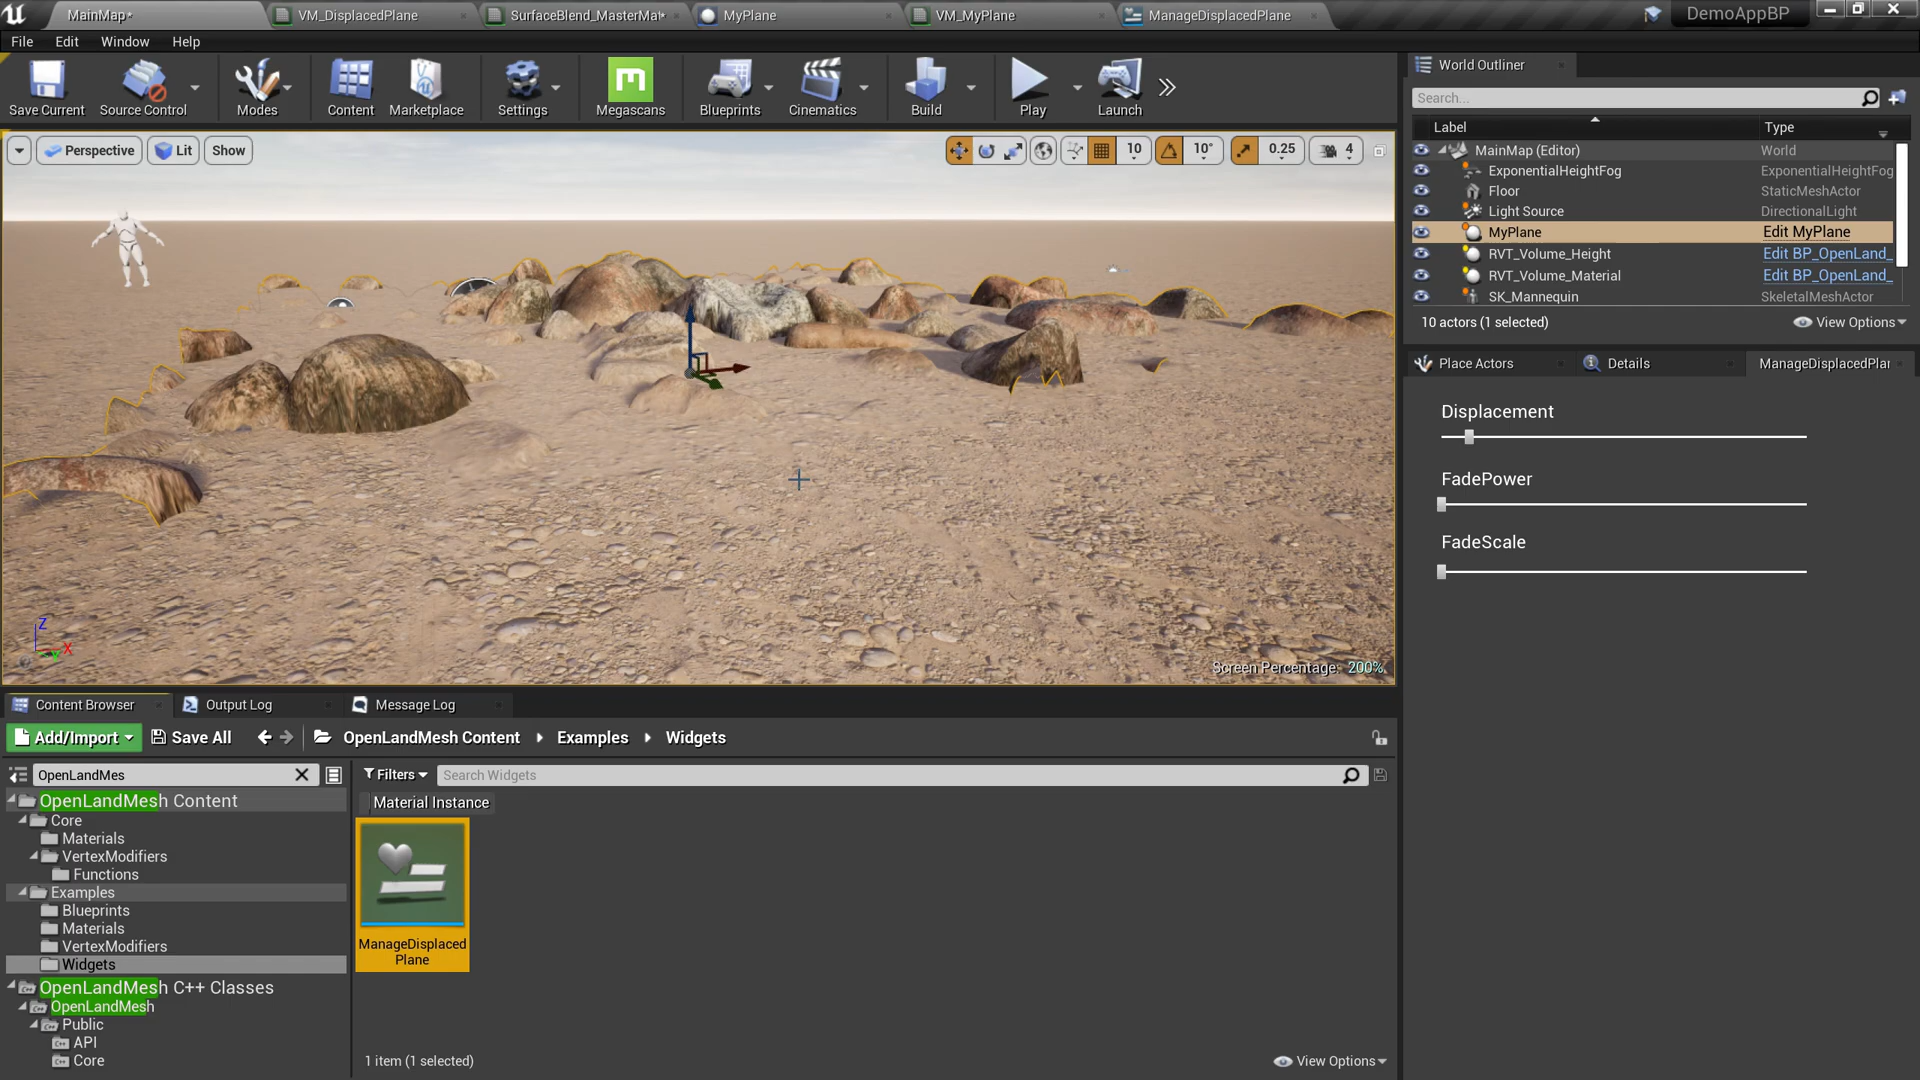 MainMap*
VM_DisplacedPlane
SurfaceBlend_MasterMat*
MyPlane
VM_MyPlane
ManageDisplacedPlane
DemoAppBP
File Edit Window Help
Save Current
Source Control
Modes
Content
Marketplace
Settings
Megascans
Blueprints
Cinematics
Build
Play
Launch
Perspective
Lit
Show
10
10°
0.25
4
Z
X
Y
Screen Percentage: 200%
World Outliner
Search...
Label Type
MainMap (Editor) World
ExponentialHeightFog ExponentialHeightFog
Floor StaticMeshActor
Light Source DirectionalLight
MyPlane Edit MyPlane
RVT_Volume_Height Edit BP_OpenLand_
RVT_Volume_Material Edit BP_OpenLand_
SK_Mannequin SkeletalMeshActor
10 actors (1 selected)
View Options
Place Actors
Details
ManageDisplacedPlar
Displacement
FadePower
FadeScale
Content Browser
Output Log
Message Log
Add/Import
Save All
OpenLandMesh Content
Examples
Widgets
OpenLandMes
Filters
Search Widgets
Material Instance
OpenLandMesh Content
Core
Materials
VertexModifiers
Functions
Examples
Blueprints
Materials
VertexModifiers
Widgets
OpenLandMesh C++ Classes
OpenLandMesh
Public
API
Core
ManageDisplaced
Plane
1 item (1 selected)
View Options